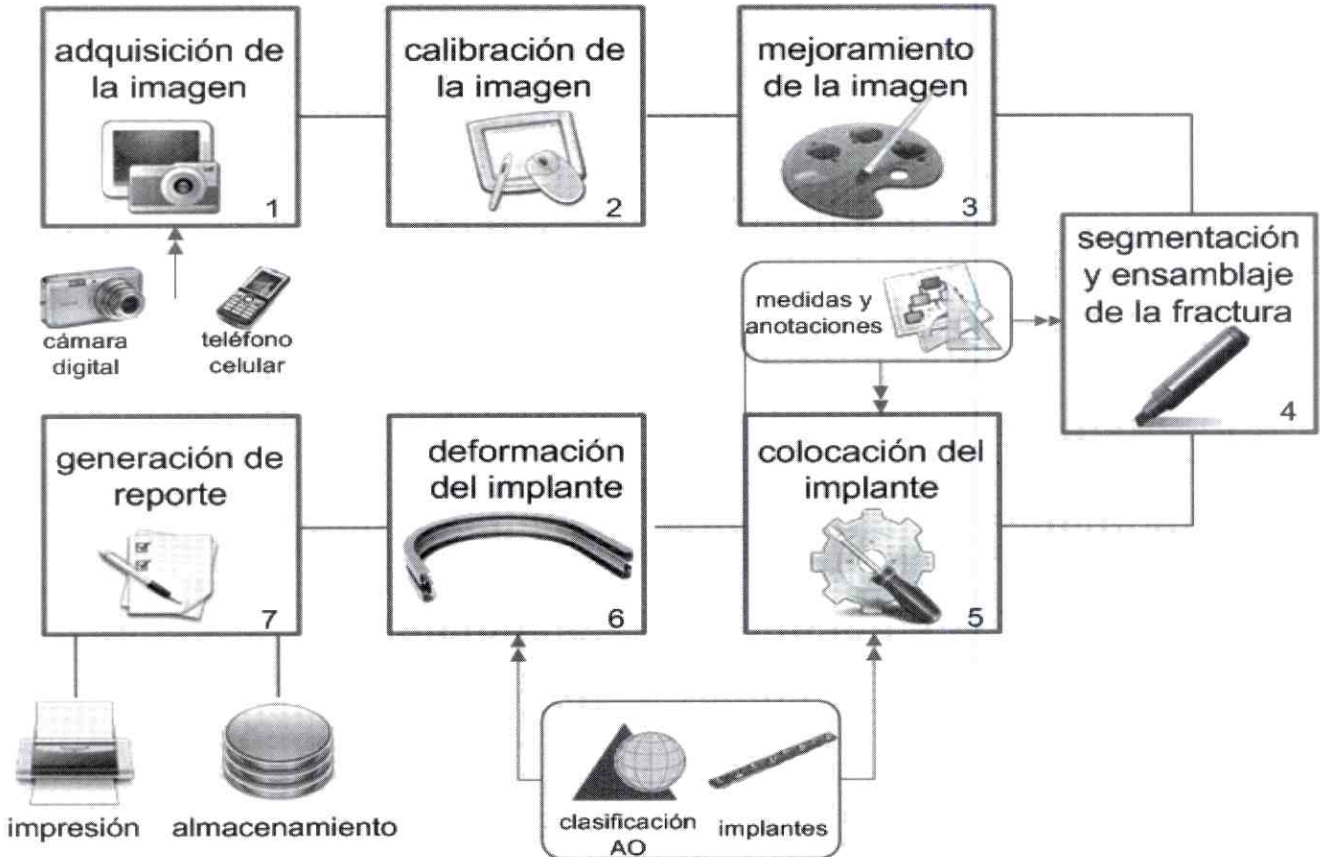 adquisición de
la imagen
1
calibración de
la imagen
2
mejoramiento
de la imagen
3
segmentación
y ensamblaje
de la fractura
4
cámara
digital
teléfono
celular
medidas y
anotaciones
generación de
reporte
7
deformación
del implante
6
colocación del
implante
5
impresión
almacenamiento
clasificación
AO
implantes